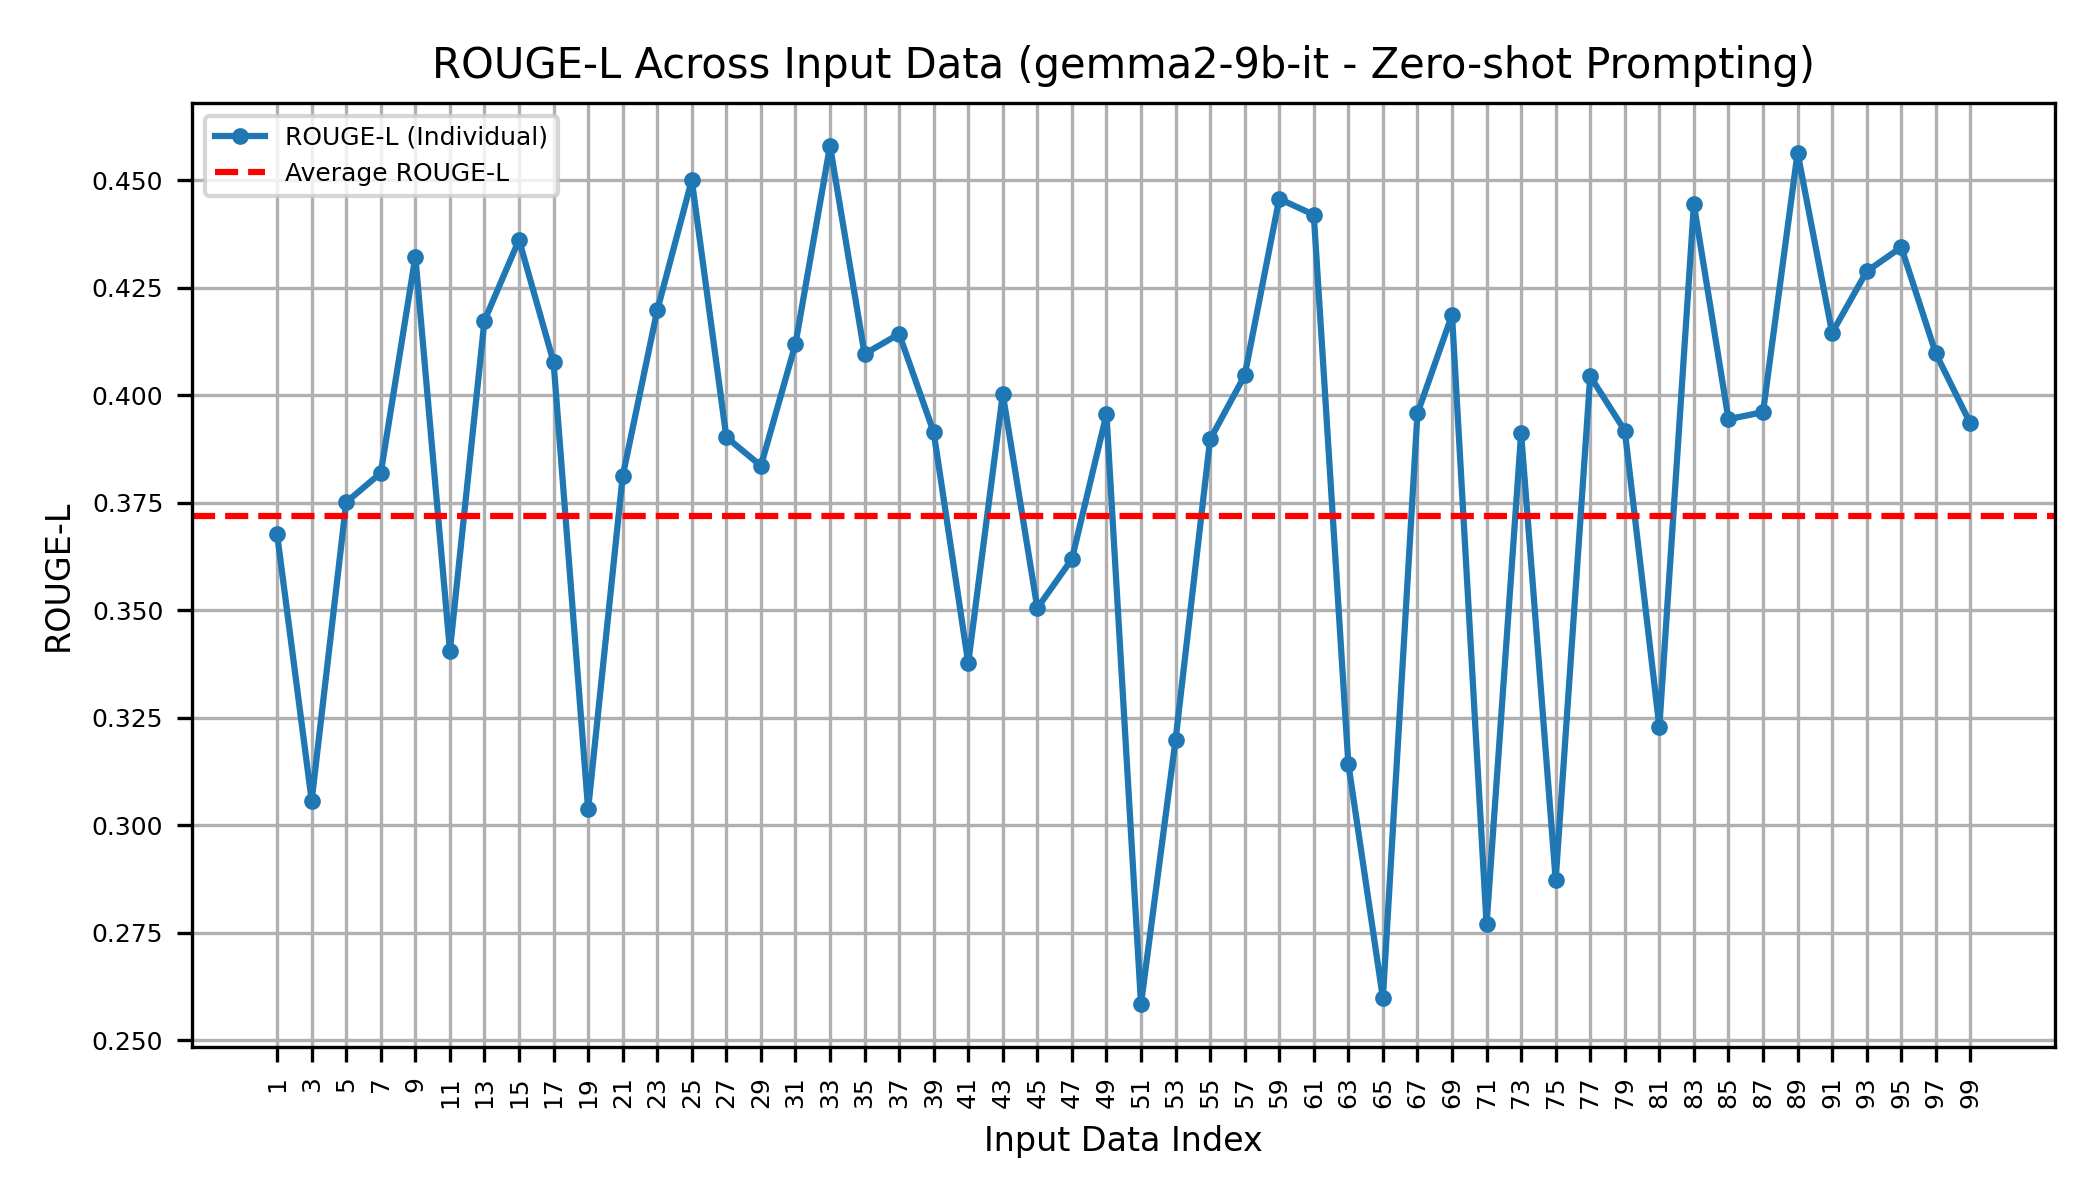 ROUGE-L Across Input Data (gemma2-9b-it - Zero-shot Prompting)
ROUGE-L (Individual)
Average ROUGE-L
0.450
0.425
0.400
0.375
0.350
0.325
0.300
0.275
0.250
ROUGE-L
1 3 5 7 9 11 13 15 17 19 21 23 25 27 29 31 33 35 37 39 41 43 45 47 49 51 53 55 57 59 61 63 65 67 69 71 73 75 77 79 81 83 85 87 89 91 93 95 97 99
Input Data Index